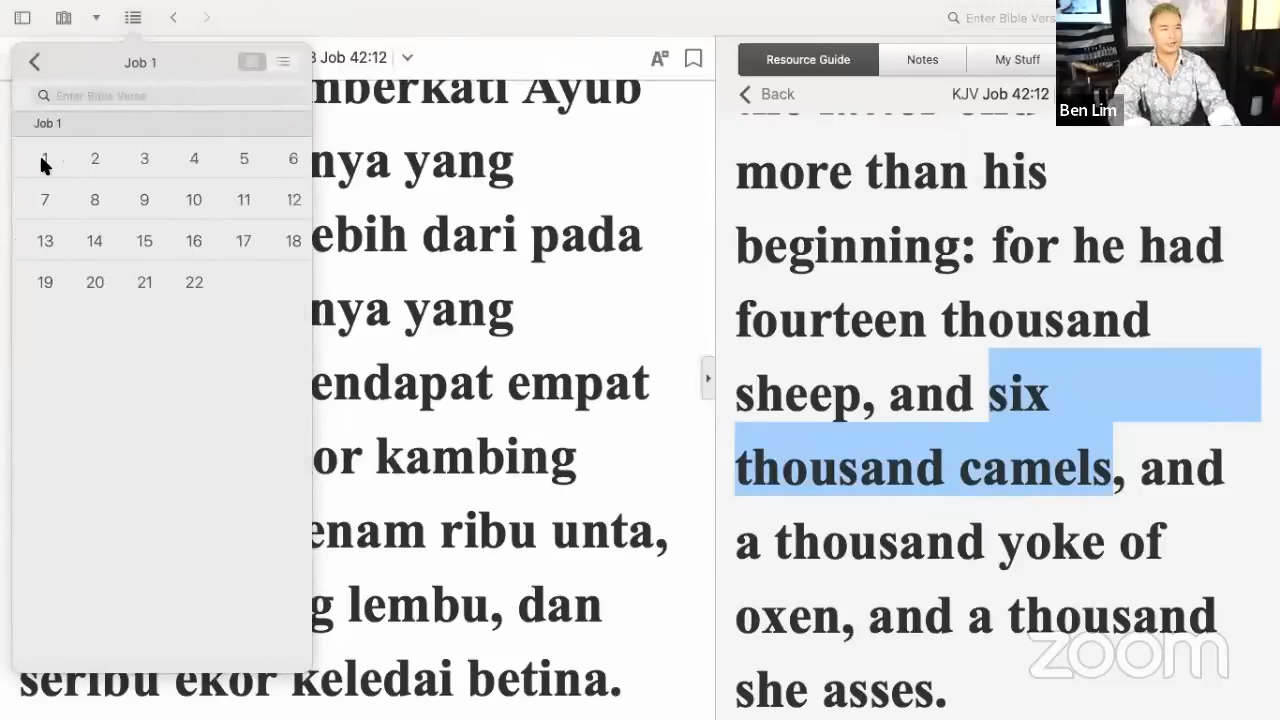 Enter Bible Vers
Job 1
Enter Bible Verse
Job 1
1 2 3 4 5 6
7 8 9 10 11 12
13 14 15 16 17 18
19 20 21 22
Job 42:12
mberkati Ayub
nya yang
ebih dari pada
nya yang
endapat empat
or kambing
enam ribu unta,
g lembu, dan
seribu ekor keledai betina.
Resource Guide
Notes
My Stuff
Back
KJV Job 42:12
more than his
beginning: for he had
fourteen thousand
sheep, and six
thousand camels, and
a thousand yoke of
oxen, and a thousand
she asses.
Ben Lim
zoom